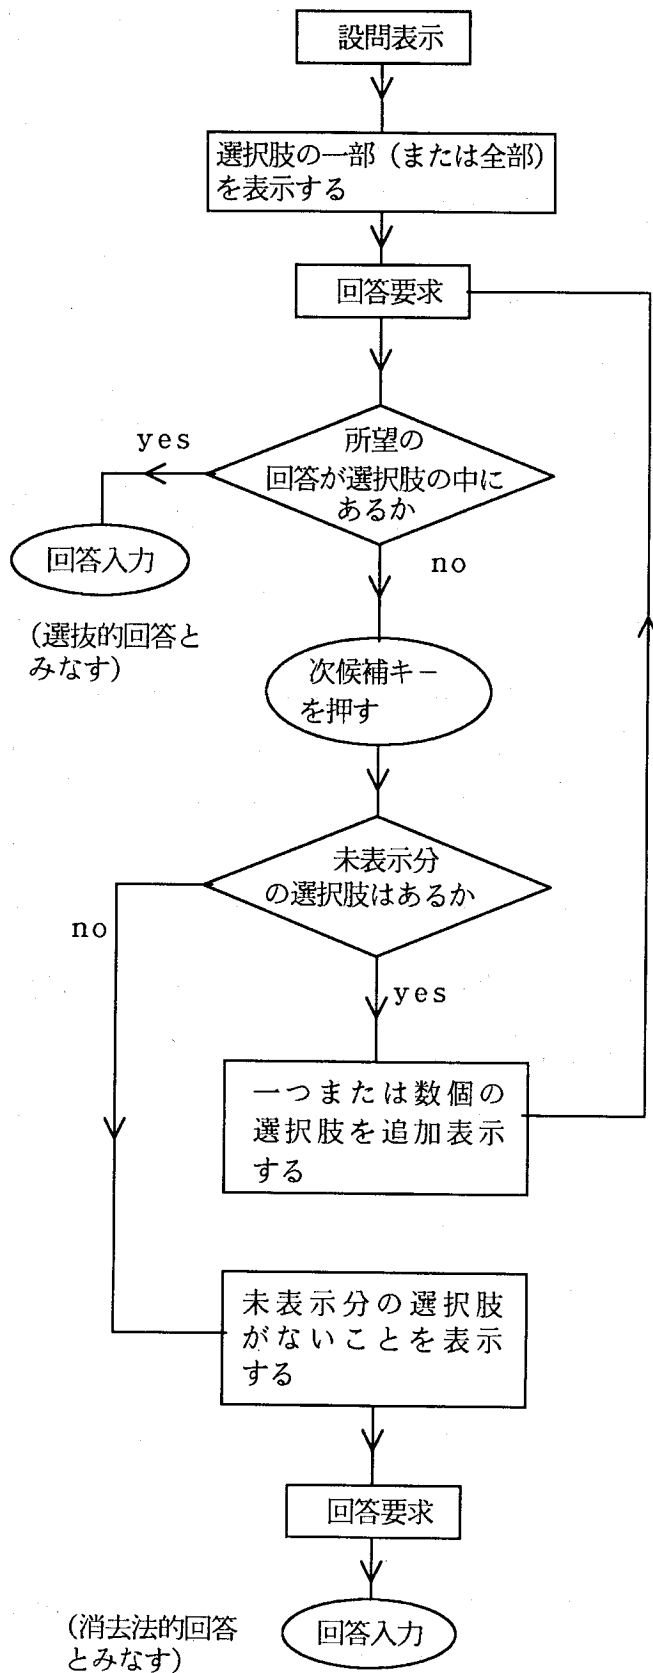 設問表示
選択肢の一部（または全部）
を表示する
回答要求
所望の
回答が選択肢の中に
あるか
yes
回答入力
（選抜的回答と
みなす）
no
次候補キー
を押す
未表示分
の選択肢はあるか
no
yes
一つまたは数個の
選択肢を追加表示
する
未表示分の選択肢
がないことを表示
する
回答要求
（消去法的回答
とみなす）
回答入力